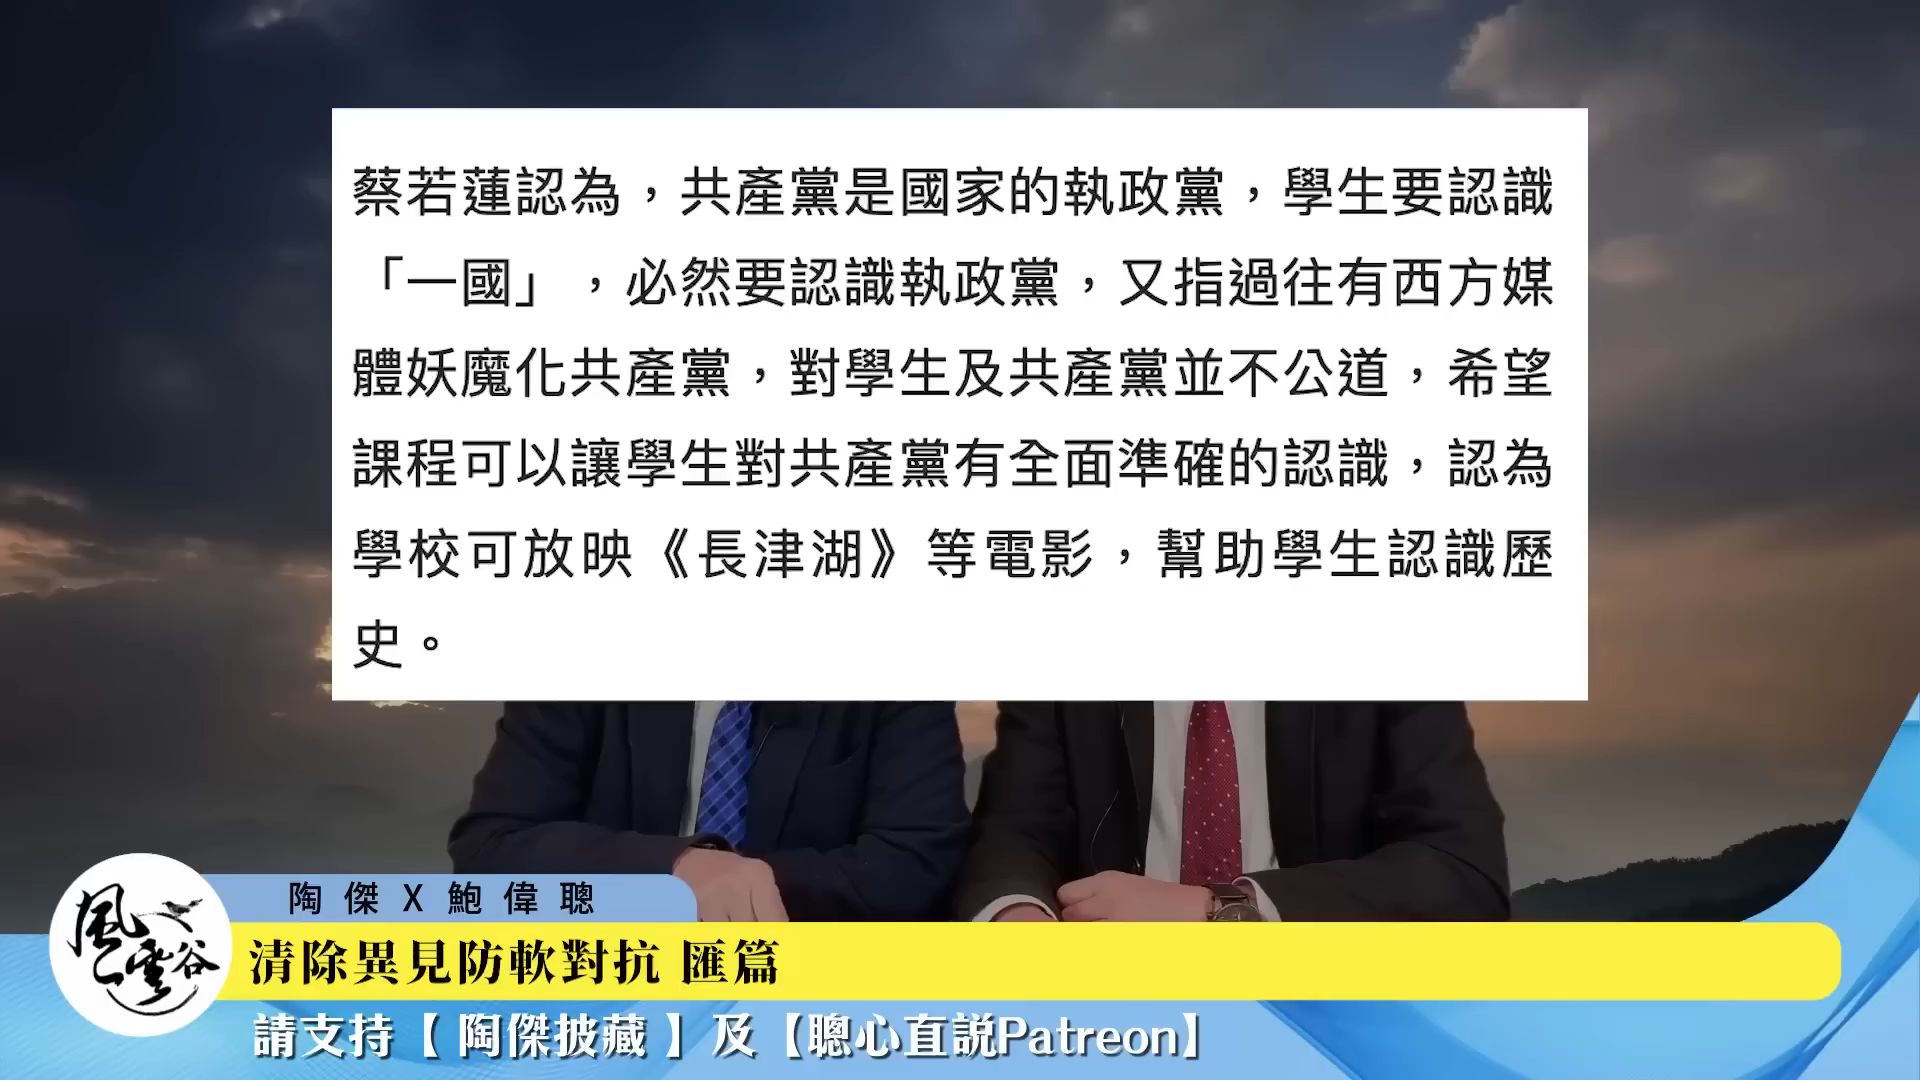 蔡若蓮認為，共產黨是國家的執政黨，學生要認識
「一國」，必然要認識執政黨，又指過往有西方媒
體妖魔化共產黨，對學生及共產黨並不公道，希望
課程可以讓學生對共產黨有全面準確的認識，認為
學校可放映《長津湖》等電影，幫助學生認識歷
史。
陶傑X鮑偉聰
風雲谷
清除異見防軟對抗 匯篇
請支持【陶傑披藏】及【聰心直説Patreon】